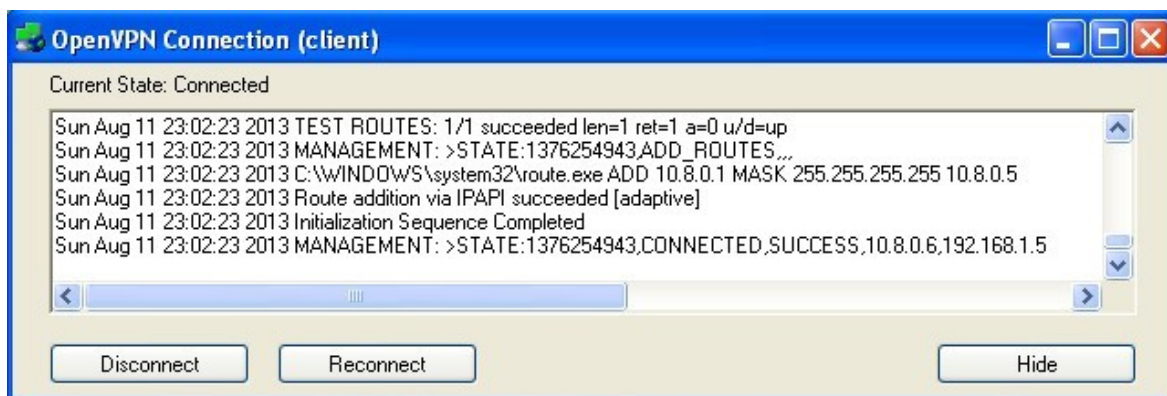 OpenVPN Connection (client)
Current State: Connected
Sun Aug 11 23:02:23 2013 TEST ROUTES: 1/1 succeeded len=1 ret=1 a=0 u/d=up
Sun Aug 11 23:02:23 2013 MANAGEMENT: >STATE:1376254943,ADD_ROUTES,,,
Sun Aug 11 23:02:23 2013 C:\WINDOWS\system32\route.exe ADD 10.8.0.1 MASK 255.255.255.255 10.8.0.5
Sun Aug 11 23:02:23 2013 Route addition via IPAPI succeeded [adaptive]
Sun Aug 11 23:02:23 2013 Initialization Sequence Completed
Sun Aug 11 23:02:23 2013 MANAGEMENT: >STATE:1376254943,CONNECTED,SUCCESS,10.8.0.6,192.168.1.5
Disconnect Reconnect Hide